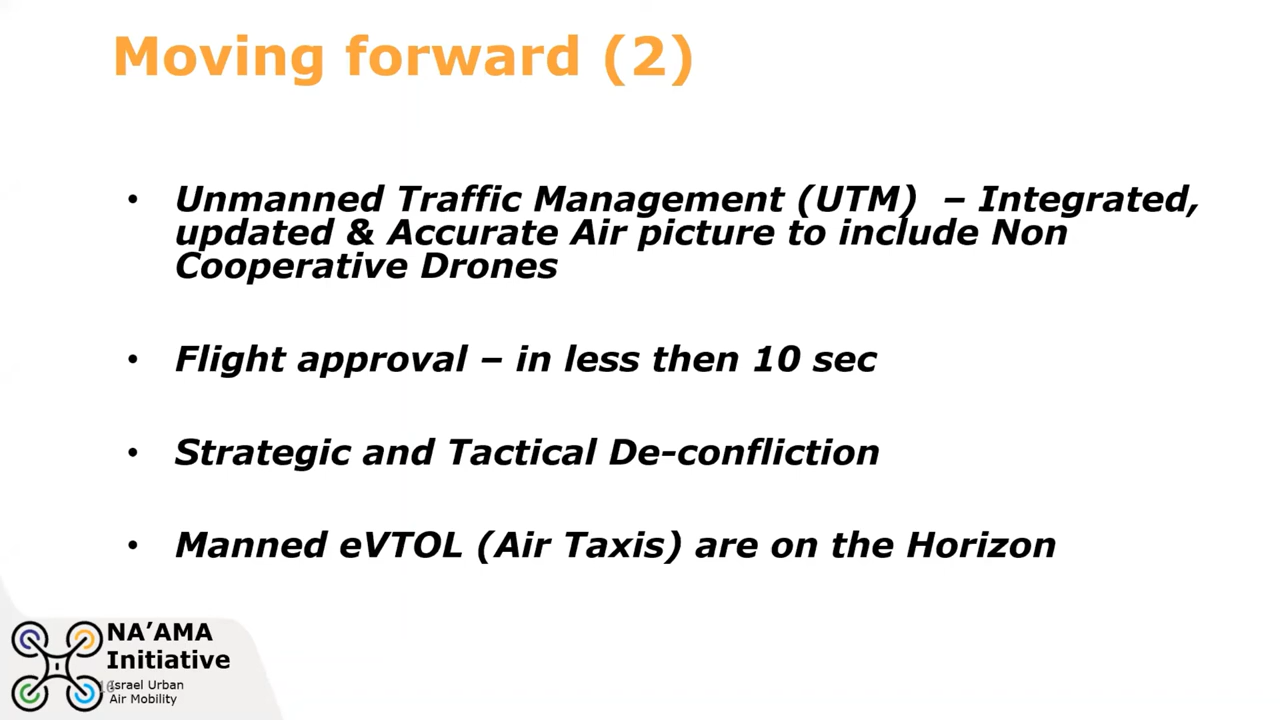 Moving forward (2)
• Unmanned Traffic Management (UTM) – Integrated,
updated & Accurate Air picture to include Non
Cooperative Drones
• Flight approval – in less then 10 sec
• Strategic and Tactical De-confliction
• Manned eVTOL (Air Taxis) are on the Horizon
NA’AMA
Initiative
Israel Urban
Air Mobility